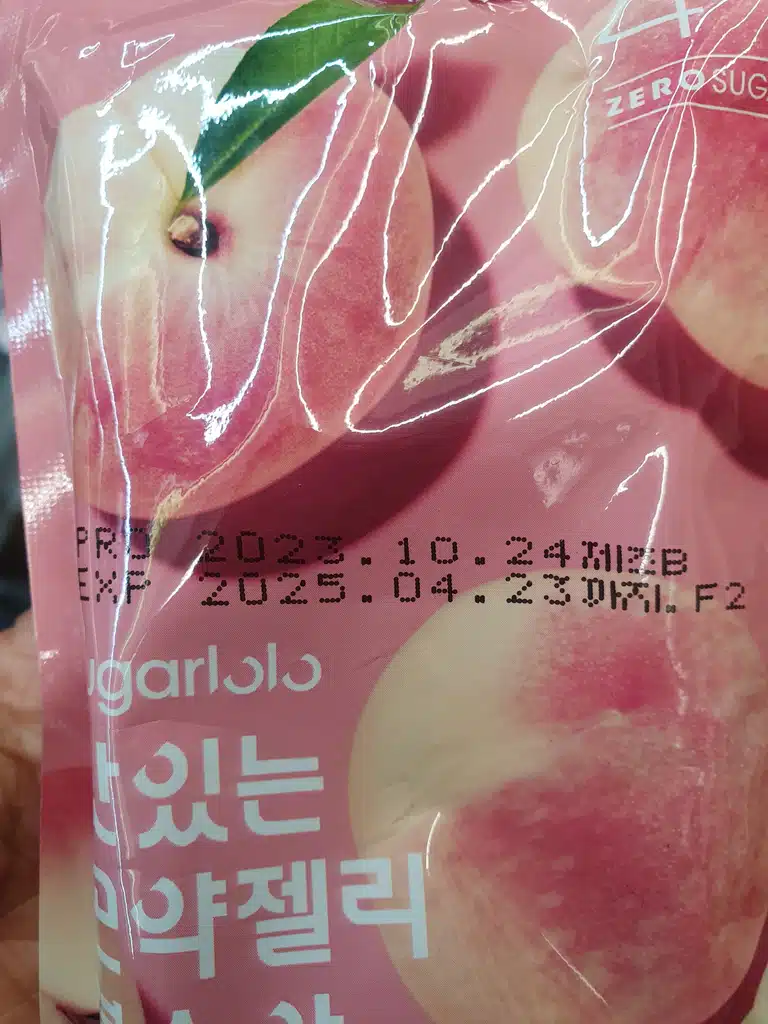 ZERO SUGA
PRO 2023.10.24제조B
EXP 2025.04.23까지.F2
ugarlolo
있는
약젤리